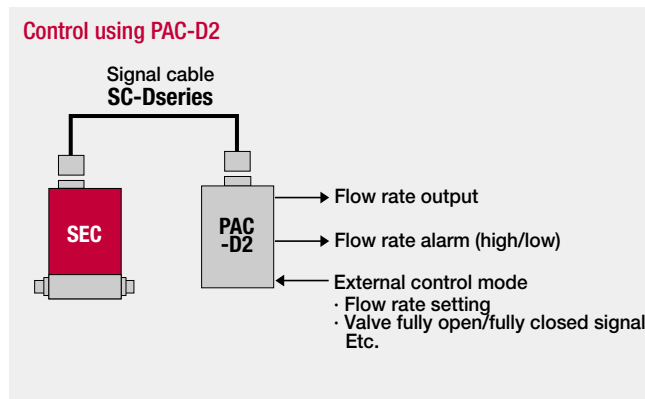 Control using PAC-D2
Signal cable
SC-Dseries
SEC
PAC
-D2
Flow rate output
Flow rate alarm (high/low)
External control mode
· Flow rate setting
· Valve fully open/fully closed signal
Etc.